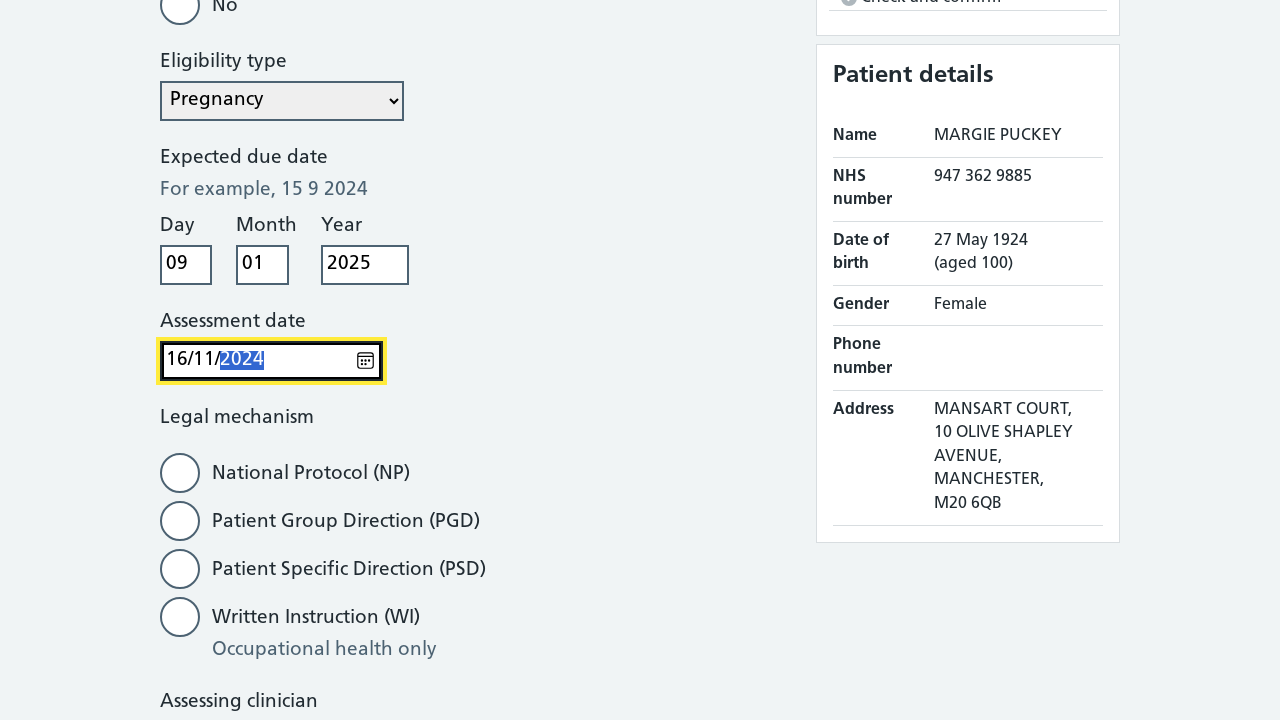 No
Eligibility type
Pregnancy
Expected due date
For example, 15 9 2024
Day Month Year
09 01 2025
Assessment date
16/11/2024
Legal mechanism
National Protocol (NP)
Patient Group Direction (PGD)
Patient Specific Direction (PSD)
Written Instruction (WI)
Occupational health only
Assessing clinician
Check and confirm
Patient details
Name MARGIE PUCKEY
NHS number 947 362 9885
Date of birth 27 May 1924 (aged 100)
Gender Female
Phone number
Address MANSART COURT,
10 OLIVE SHAPLEY
AVENUE,
MANCHESTER,
M20 6QB